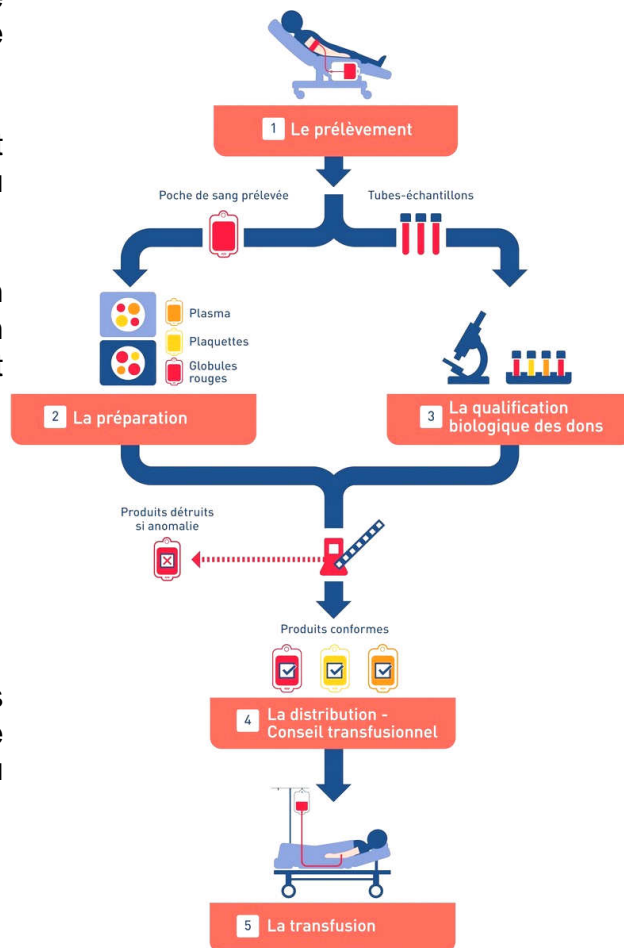 1 Le prélèvement
Poche de sang prélevée
Tubes-échantillons
Plasma
Plaquettes
Globules
rouges
2 La préparation
3 La qualification
biologique des dons
Produits détruits
si anomalie
Produits conformes
4 La distribution -
Conseil transfusionnel
5 La transfusion